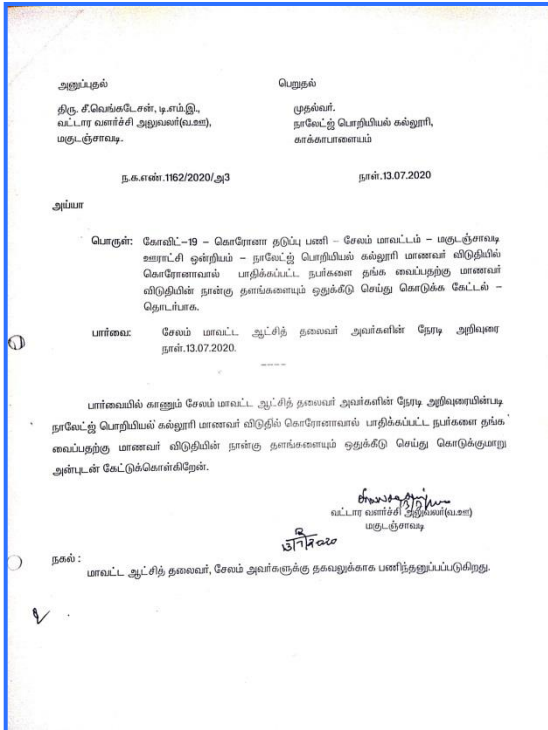 அனுப்புதல்
பெறுதல்
திரு. சீ.வெங்கடேசன், டி.எம்.இ.,
வட்டார வளர்ச்சி அலுவலர்(வ.ஊ),
மகுடஞ்சாவடி.
முதல்வர்.
நாலேட்ஜ் பொறியியல் கல்லூரி,
காக்காபாளையம்
ந.க.எண்.1162/2020/அ3
நாள்.13.07.2020
அய்யா
பொருள்: கோவிட்-19 – கொரோனா தடுப்பு பணி – சேலம் மாவட்டம் – மகுடஞ்சாவடி
ஊராட்சி ஒன்றியம் – நாலேட்ஜ் பொறியியல் கல்லூரி மாணவர் விடுதியில்
கொரோனாவால் பாதிக்கப்பட்ட நபர்களை தங்க வைப்பதற்கு மாணவர்
விடுதியின் நான்கு தளங்களையும் ஒதுக்கீடு செய்து கொடுக்க கேட்டல் –
தொடர்பாக.
பார்வை: சேலம் மாவட்ட ஆட்சித் தலைவர் அவர்களின் நேரடி அறிவுரை
நாள்.13.07.2020.
----
பார்வையில் காணும் சேலம் மாவட்ட ஆட்சித் தலைவர் அவர்களின் நேரடி அறிவுரையின்படி
நாலேட்ஜ் பொறியியல் கல்லூரி மாணவர் விடுதில் கொரோனாவால் பாதிக்கப்பட்ட நபர்களை தங்க
வைப்பதற்கு மாணவர் விடுதியின் நான்கு தளங்களையும் ஒதுக்கீடு செய்து கொடுக்குமாறு
அன்புடன் கேட்டுக்கொள்கிறேன்.
வட்டார வளர்ச்சி அலுவலர்(வ.ஊ)
மகுடஞ்சாவடி
13/7/2020
நகல் :
மாவட்ட ஆட்சித் தலைவர், சேலம் அவர்களுக்கு தகவலுக்காக பணிந்தனுப்பப்படுகிறது.